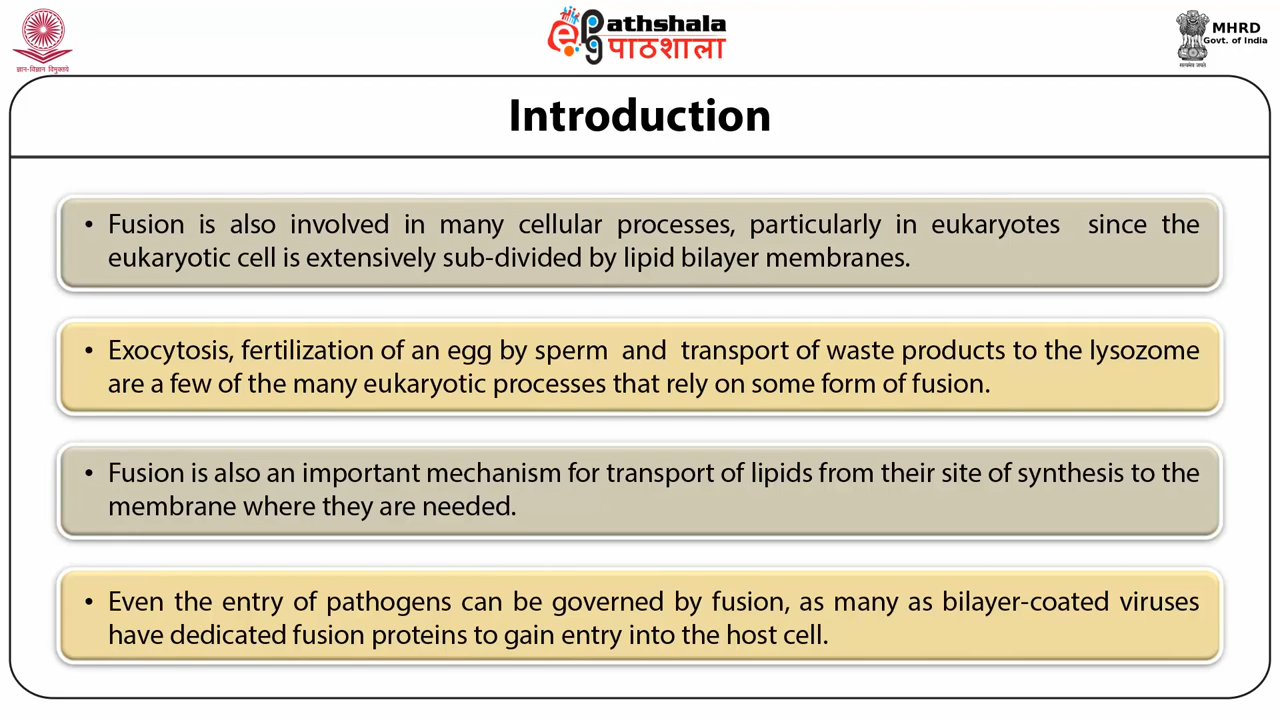 ज्ञान-विज्ञान विमुक्तये
ePathshala
पाठशाला
MHRD
Govt. of India
सत्यमेव जयते
Introduction
• Fusion is also involved in many cellular processes, particularly in eukaryotes since the
eukaryotic cell is extensively sub-divided by lipid bilayer membranes.
• Exocytosis, fertilization of an egg by sperm and transport of waste products to the lysozome
are a few of the many eukaryotic processes that rely on some form of fusion.
• Fusion is also an important mechanism for transport of lipids from their site of synthesis to the
membrane where they are needed.
• Even the entry of pathogens can be governed by fusion, as many as bilayer-coated viruses
have dedicated fusion proteins to gain entry into the host cell.